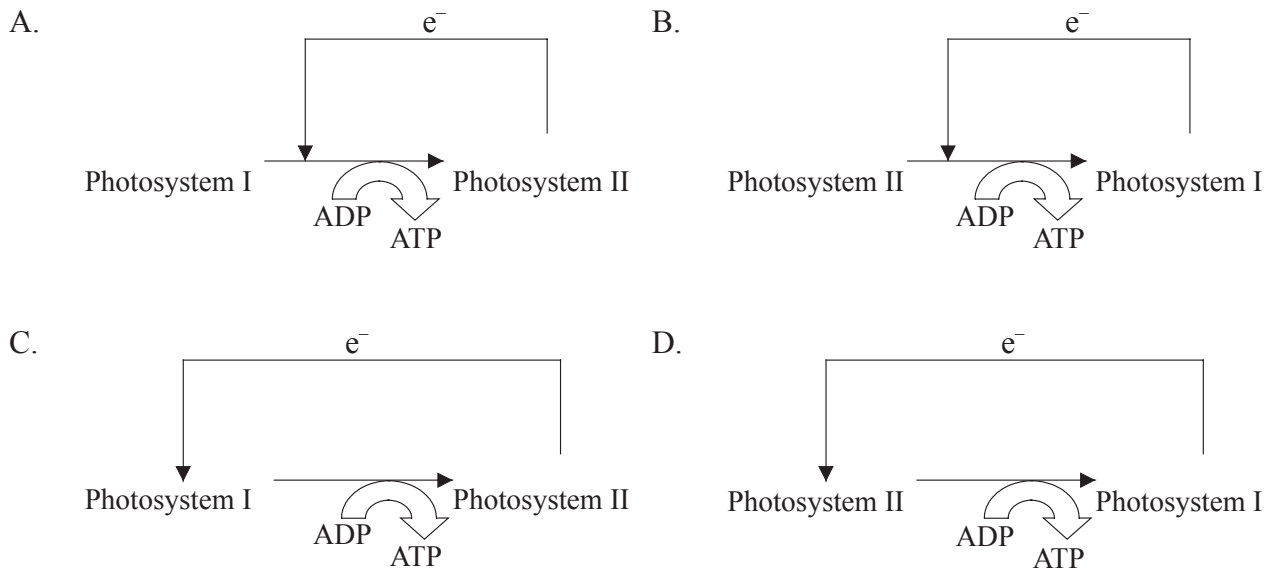 A.
e⁻
Photosystem I
Photosystem II
ADP
ATP
B.
e⁻
Photosystem II
Photosystem I
ADP
ATP
C.
e⁻
Photosystem I
Photosystem II
ADP
ATP
D.
e⁻
Photosystem II
Photosystem I
ADP
ATP